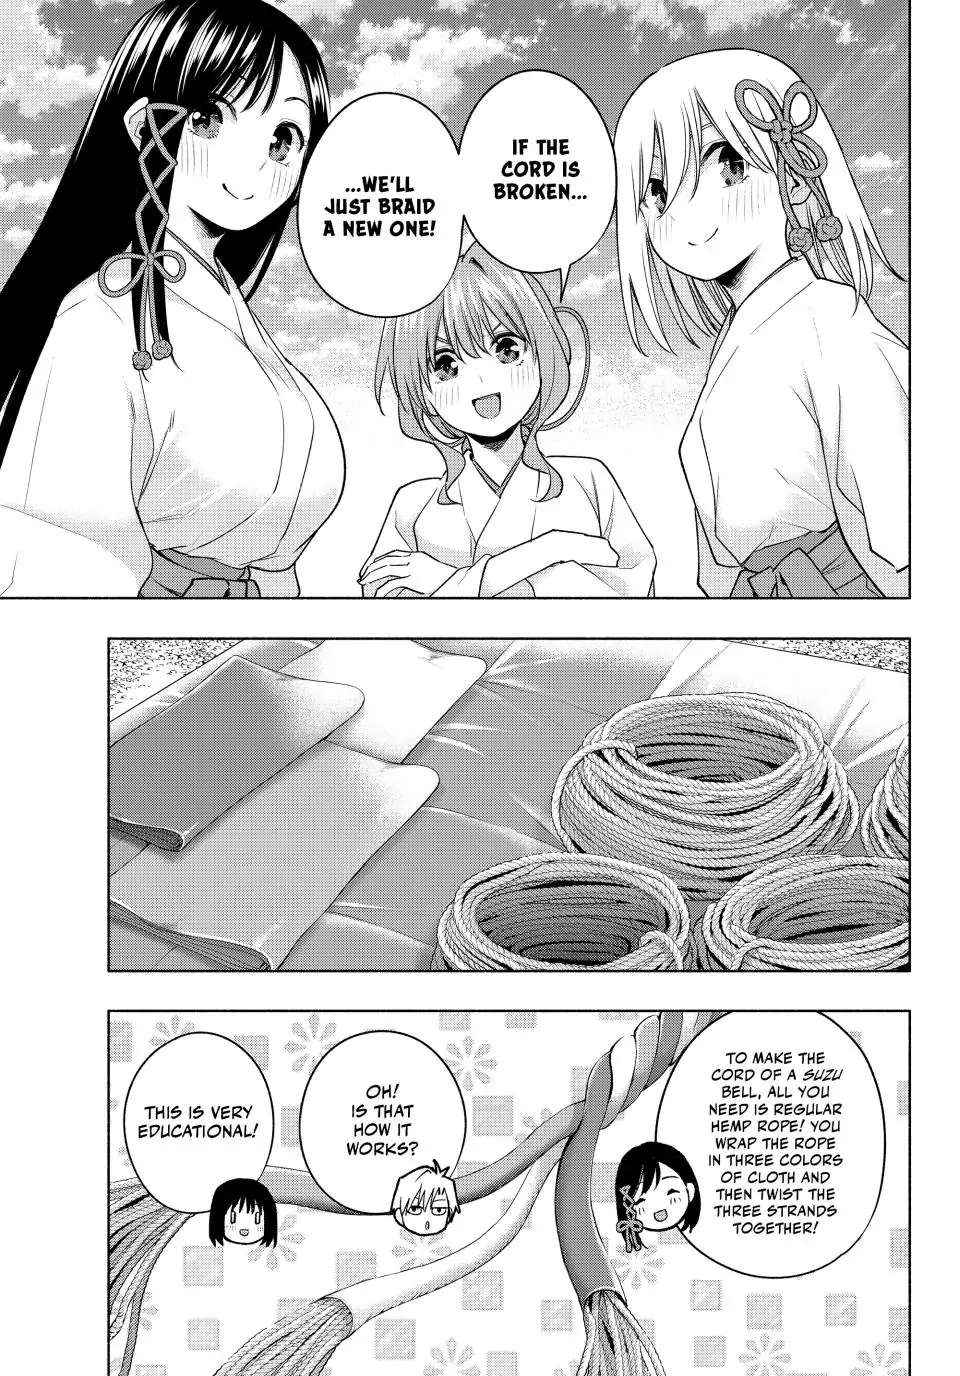 IF THE
CORD IS
BROKEN...
...WE'LL
JUST BRAID
A NEW ONE!
TO MAKE THE
CORD OF A SUZU
BELL, ALL YOU
NEED IS REGULAR
HEMP ROPE! YOU
WRAP THE ROPE
IN THREE COLORS
OF CLOTH AND
THEN TWIST THE
THREE STRANDS
TOGETHER!
OH!
IS THAT
HOW IT
WORKS?
THIS IS VERY
EDUCATIONAL!